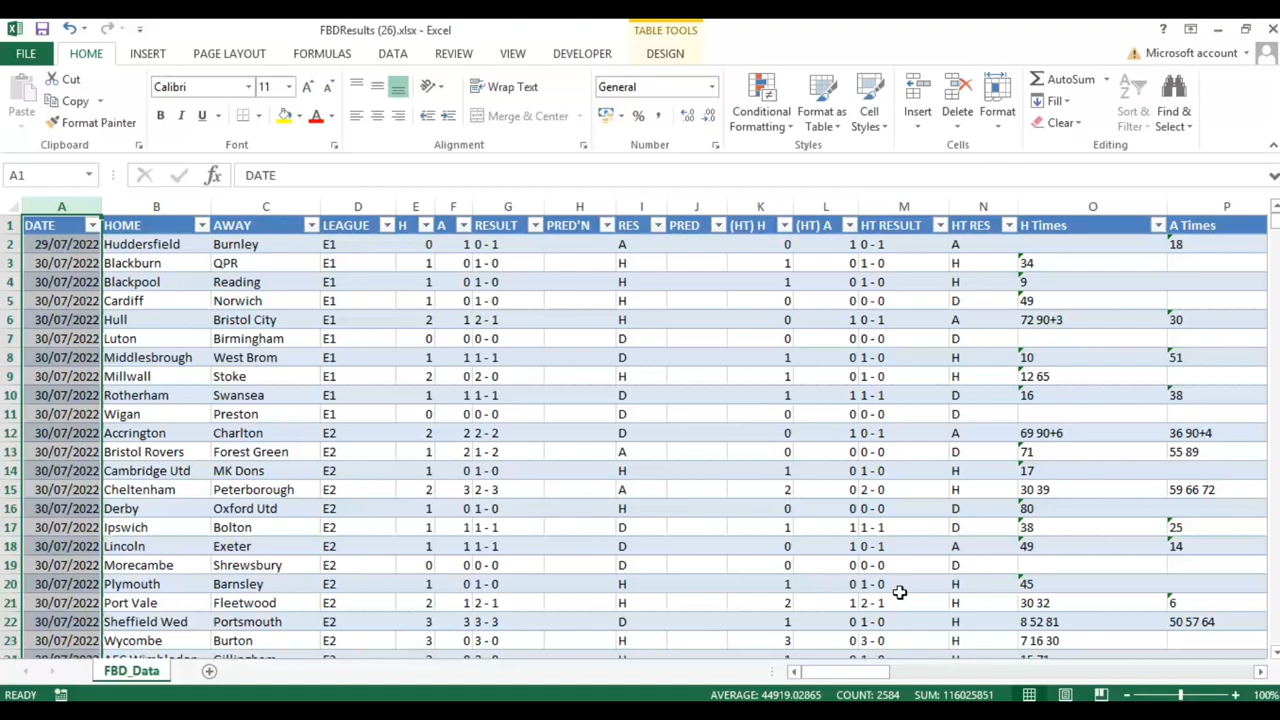 FBDResults (26).xlsx - Excel
TABLE TOOLS
?
FILE HOME INSERT PAGE LAYOUT FORMULAS DATA REVIEW VIEW DEVELOPER DESIGN Microsoft account
Paste
Cut
Copy
Format Painter
Clipboard
Calibri 11
B I U A
Font
Wrap Text
Merge & Center
Alignment
General
%
Number
Conditional Formatting
Format as Table
Cell Styles
Styles
Insert
Delete
Format
Cells
AutoSum
Fill
Clear
Sort & Filter
Find & Select
Editing
A1 fx DATE
A B C D E F G H I J K L M N O P
1 DATE HOME AWAY LEAGUE H A RESULT PRED'N RES PRED (HT) H (HT) A HT RESULT HT RES H Times A Times
2 29/07/2022 Huddersfield Burnley E1 0 1 0 - 1 A 0 1 0 - 1 A 18
3 30/07/2022 Blackburn QPR E1 1 0 1 - 0 H 1 0 1 - 0 H 34
4 30/07/2022 Blackpool Reading E1 1 0 1 - 0 H 1 0 1 - 0 H 9
5 30/07/2022 Cardiff Norwich E1 1 0 1 - 0 H 0 0 0 - 0 D 49
6 30/07/2022 Hull Bristol City E1 2 1 2 - 1 H 0 1 0 - 1 A 72 90+3 30
7 30/07/2022 Luton Birmingham E1 0 0 0 - 0 D 0 0 0 - 0 D
8 30/07/2022 Middlesbrough West Brom E1 1 1 1 - 1 D 1 0 1 - 0 H 10 51
9 30/07/2022 Millwall Stoke E1 2 0 2 - 0 H 1 0 1 - 0 H 12 65
10 30/07/2022 Rotherham Swansea E1 1 1 1 - 1 D 1 1 1 - 1 D 16 38
11 30/07/2022 Wigan Preston E1 0 0 0 - 0 D 0 0 0 - 0 D
12 30/07/2022 Accrington Charlton E2 2 2 2 - 2 D 0 1 0 - 1 A 69 90+6 36 90+4
13 30/07/2022 Bristol Rovers Forest Green E2 1 2 1 - 2 A 0 0 0 - 0 D 71 55 89
14 30/07/2022 Cambridge Utd MK Dons E2 1 0 1 - 0 H 1 0 1 - 0 H 17
15 30/07/2022 Cheltenham Peterborough E2 2 3 2 - 3 A 2 0 2 - 0 H 30 39 59 66 72
16 30/07/2022 Derby Oxford Utd E2 1 0 1 - 0 H 0 0 0 - 0 D 80
17 30/07/2022 Ipswich Bolton E2 1 1 1 - 1 D 1 1 1 - 1 D 38 25
18 30/07/2022 Lincoln Exeter E2 1 1 1 - 1 D 0 1 0 - 1 A 49 14
19 30/07/2022 Morecambe Shrewsbury E2 0 0 0 - 0 D 0 0 0 - 0 D
20 30/07/2022 Plymouth Barnsley E2 1 0 1 - 0 H 1 0 1 - 0 H 45
21 30/07/2022 Port Vale Fleetwood E2 2 1 2 - 1 H 2 1 2 - 1 H 30 32 6
22 30/07/2022 Sheffield Wed Portsmouth E2 3 3 3 - 3 D 1 0 1 - 0 H 8 52 81 50 57 64
23 30/07/2022 Wycombe Burton E2 3 0 3 - 0 H 3 0 3 - 0 H 7 16 30
FBD_Data
READY AVERAGE: 44919.02865 COUNT: 2584 SUM: 116025851 100%